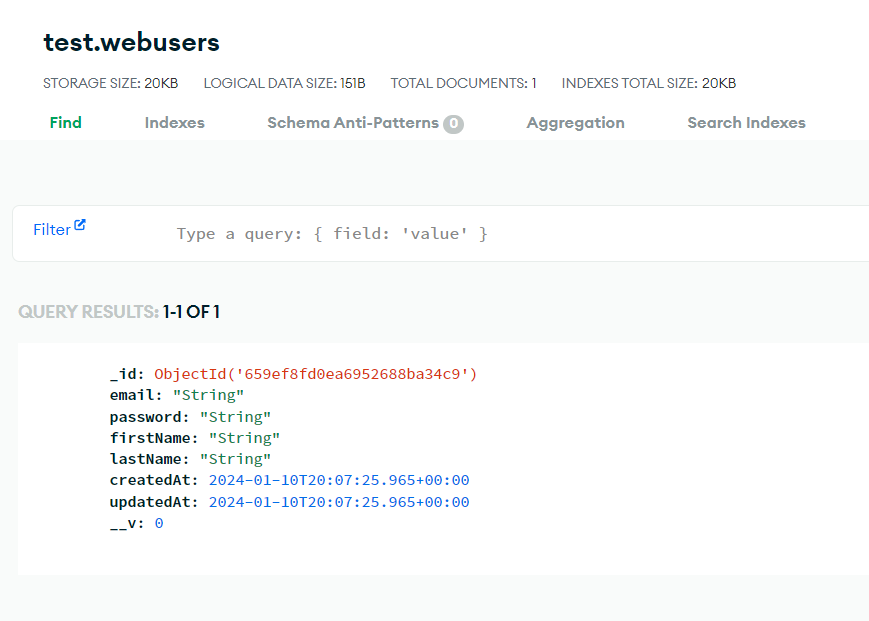 test.webusers
STORAGE SIZE: 20KB LOGICAL DATA SIZE: 151B TOTAL DOCUMENTS: 1 INDEXES TOTAL SIZE: 20KB
Find Indexes Schema Anti-Patterns 0 Aggregation Search Indexes
Filter Type a query: { field: 'value' }
QUERY RESULTS: 1-1 OF 1
_id: ObjectId('659ef8fd0ea6952688ba34c9')
email: "String"
password: "String"
firstName: "String"
lastName: "String"
createdAt: 2024-01-10T20:07:25.965+00:00
updatedAt: 2024-01-10T20:07:25.965+00:00
__v: 0